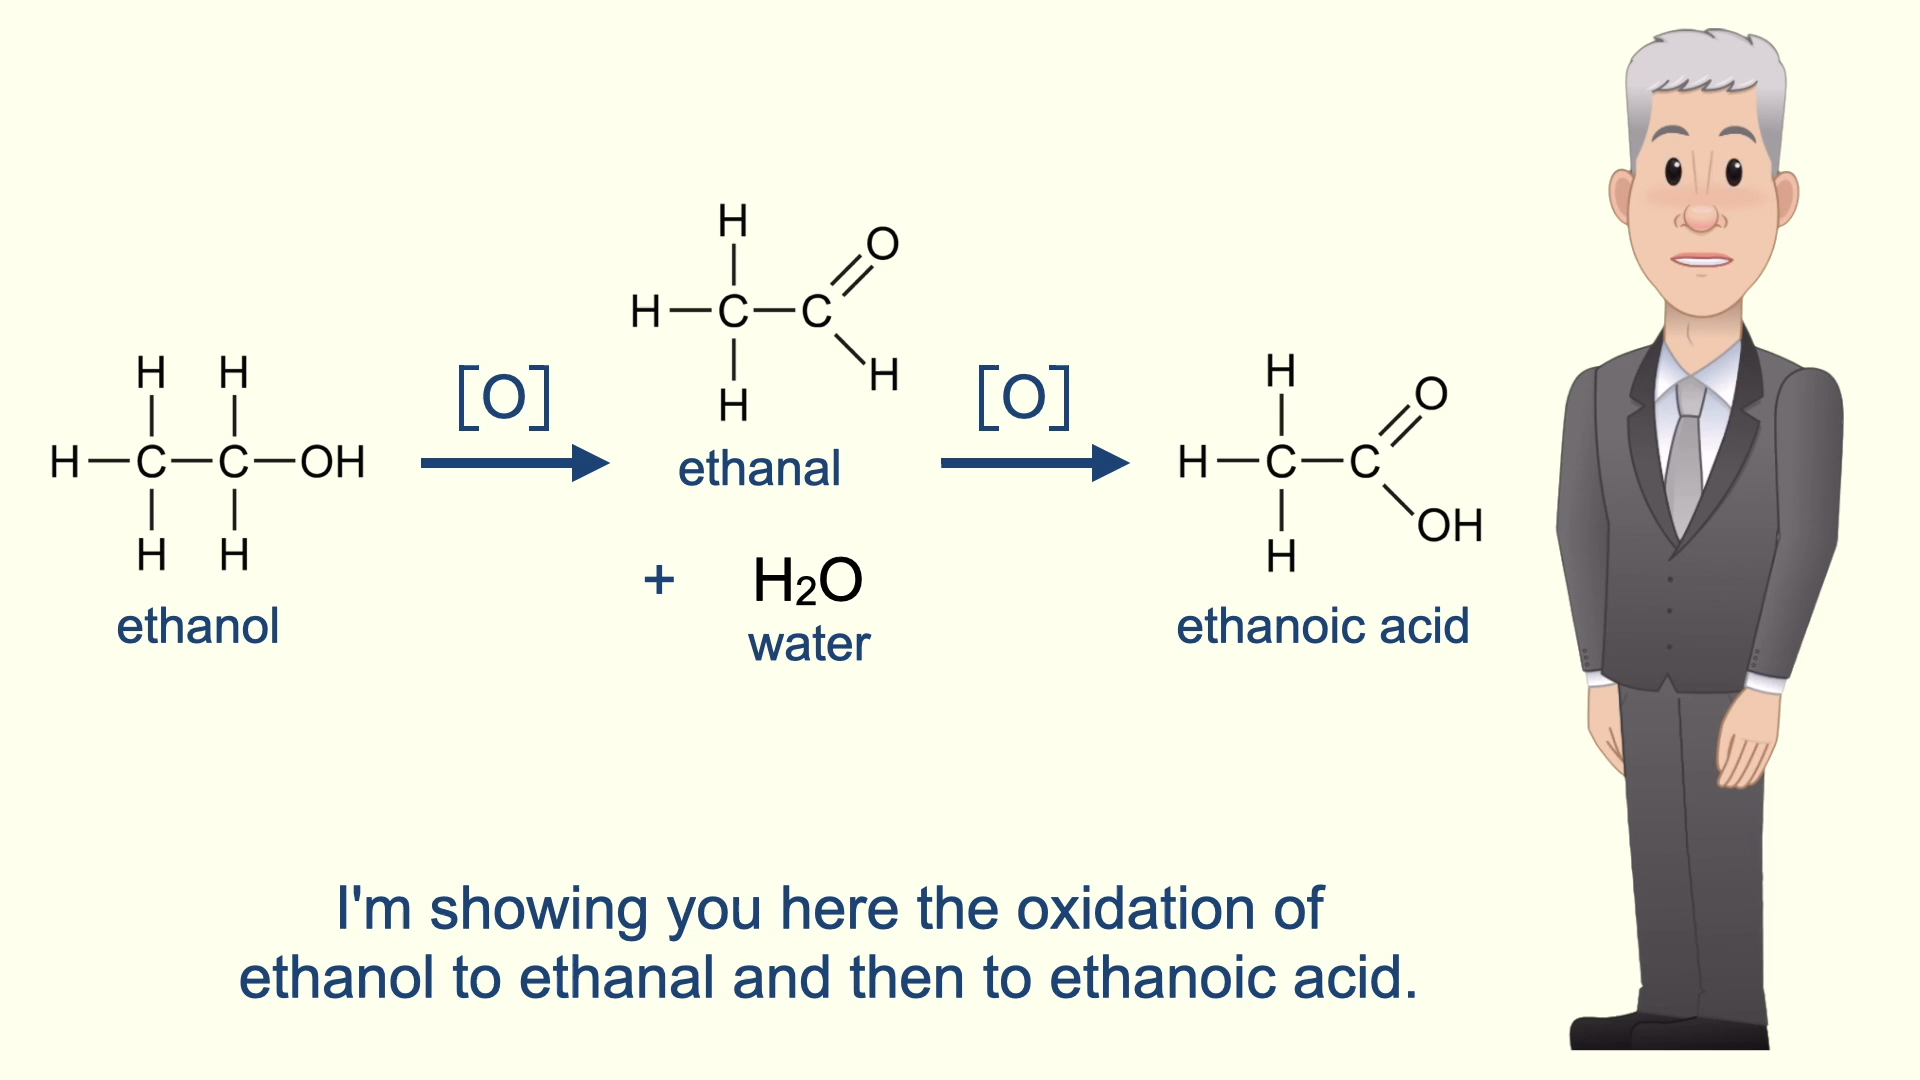 H H
H C C OH
H H
ethanol
[O]
H O
H C C
H H
ethanal
+ H₂O
water
[O]
H O
H C C
H OH
ethanoic acid
I'm showing you here the oxidation of
ethanol to ethanal and then to ethanoic acid.